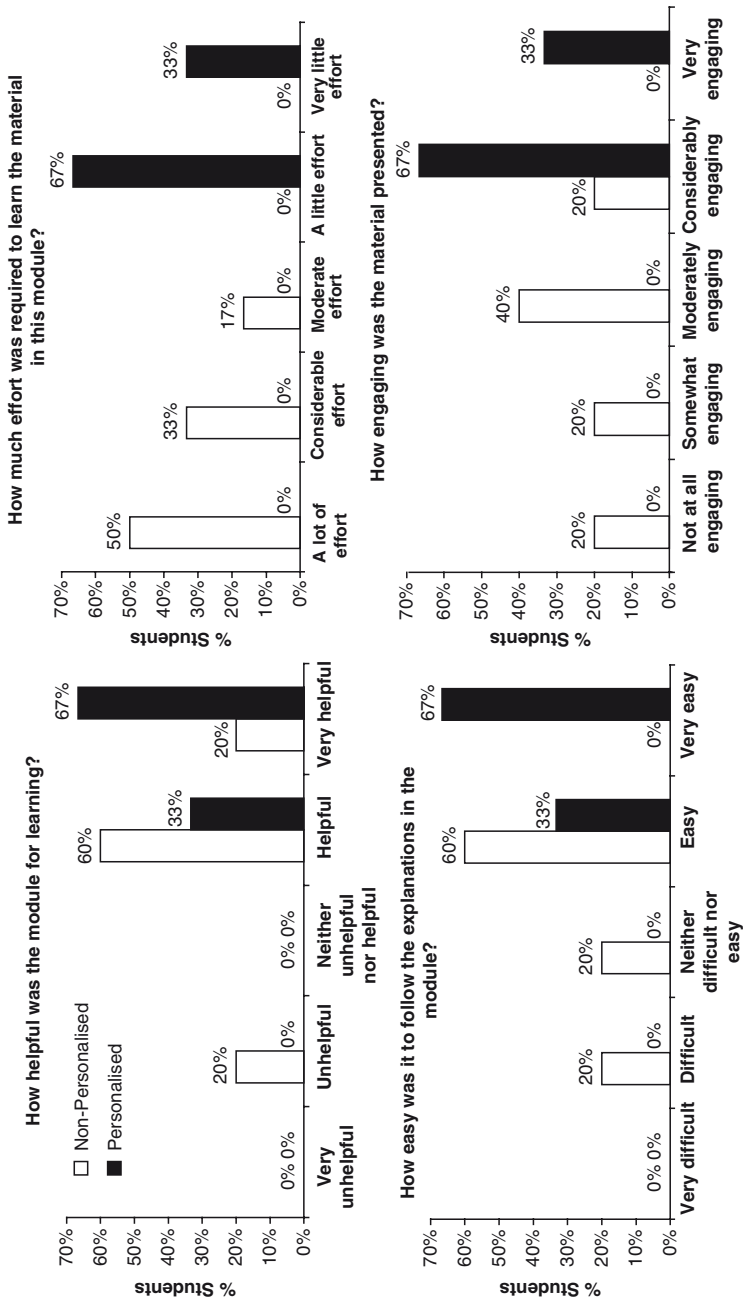 How helpful was the module for learning?
Non-Personalised
Personalised
% Students
70%
60%
50%
40%
30%
20%
10%
0%
0% 0%
20%
0%
0% 0%
60%
33%
20%
67%
Very
unhelpful
Unhelpful
Neither
unhelpful
nor helpful
Helpful
Very helpful
How much effort was required to learn the material
in this module?
% Students
70%
60%
50%
40%
30%
20%
10%
0%
50%
0%
33%
0%
17%
0%
0%
67%
0%
33%
A lot of
effort
Considerable
effort
Moderate
effort
A little effort
Very little
effort
How easy was it to follow the explanations in the
module?
% Students
70%
60%
50%
40%
30%
20%
10%
0%
0% 0%
20%
0%
20%
0%
60%
33%
0%
67%
Very difficult
Difficult
Neither
difficult nor
easy
Easy
Very easy
How engaging was the material presented?
% Students
70%
60%
50%
40%
30%
20%
10%
0%
20%
0%
20%
0%
40%
0%
20%
67%
0%
33%
Not at all
engaging
Somewhat
engaging
Moderately
engaging
Considerably
engaging
Very
engaging